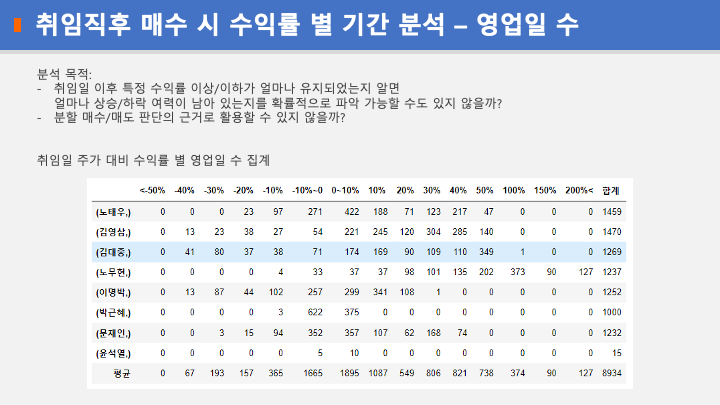 취임직후 매수 시 수익률 별 기간 분석 – 영업일 수
분석 목적:
- 취임일 이후 특정 수익률 이상/이하가 얼마나 유지되었는지 알면
얼마나 상승/하락 여력이 남아 있는지를 확률적으로 파악 가능할 수도 있지 않을까?
- 분할 매수/매도 판단의 근거로 활용할 수 있지 않을까?
취임일 주가 대비 수익률 별 영업일 수 집계
<-50% -40% -30% -20% -10% -10%~0 0~10% 10% 20% 30% 40% 50% 100% 150% 200%< 합계
(노태우,) 0 0 0 23 97 271 422 188 71 123 217 47 0 0 0 1459
(김영삼,) 0 13 23 38 27 54 221 245 120 304 285 140 0 0 0 1470
(김대중,) 0 41 80 37 38 71 174 169 90 109 110 349 1 0 0 1269
(노무현,) 0 0 0 0 4 33 37 37 98 101 135 202 373 90 127 1237
(이명박,) 0 13 87 44 102 257 299 341 108 1 0 0 0 0 0 1252
(박근혜,) 0 0 0 0 3 622 375 0 0 0 0 0 0 0 0 1000
(문재인,) 0 0 3 15 94 352 357 107 62 168 74 0 0 0 0 1232
(윤석열,) 0 0 0 0 0 5 10 0 0 0 0 0 0 0 0 15
평균 0 67 193 157 365 1665 1895 1087 549 806 821 738 374 90 127 8934